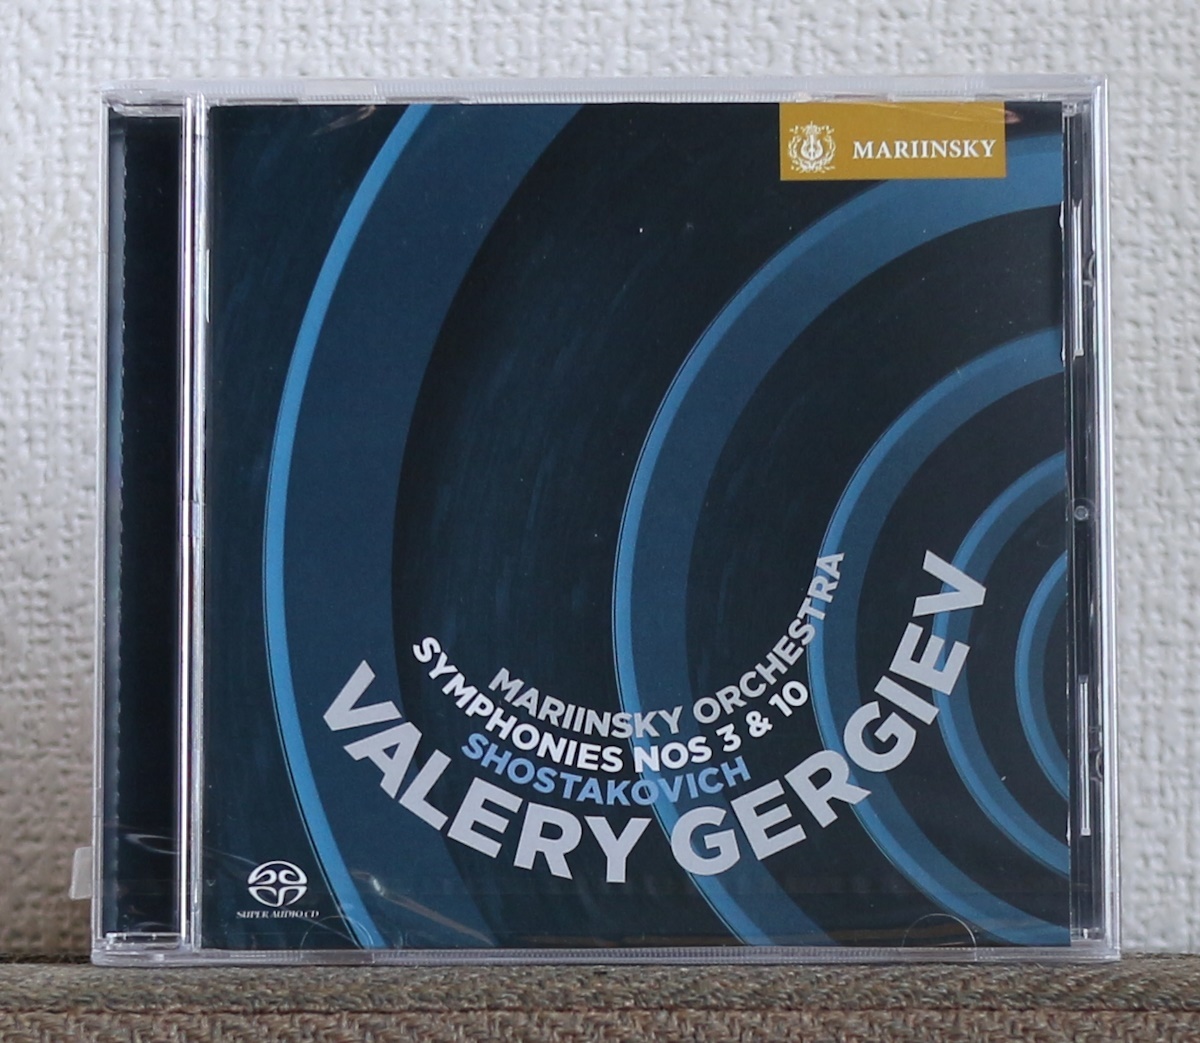 MARIINSKY
MARIINSKY ORCHESTRA
SYMPHONIES NOS 3 & 10
SHOSTAKOVICH
VALERY GERGIEV
SUPER AUDIO CD